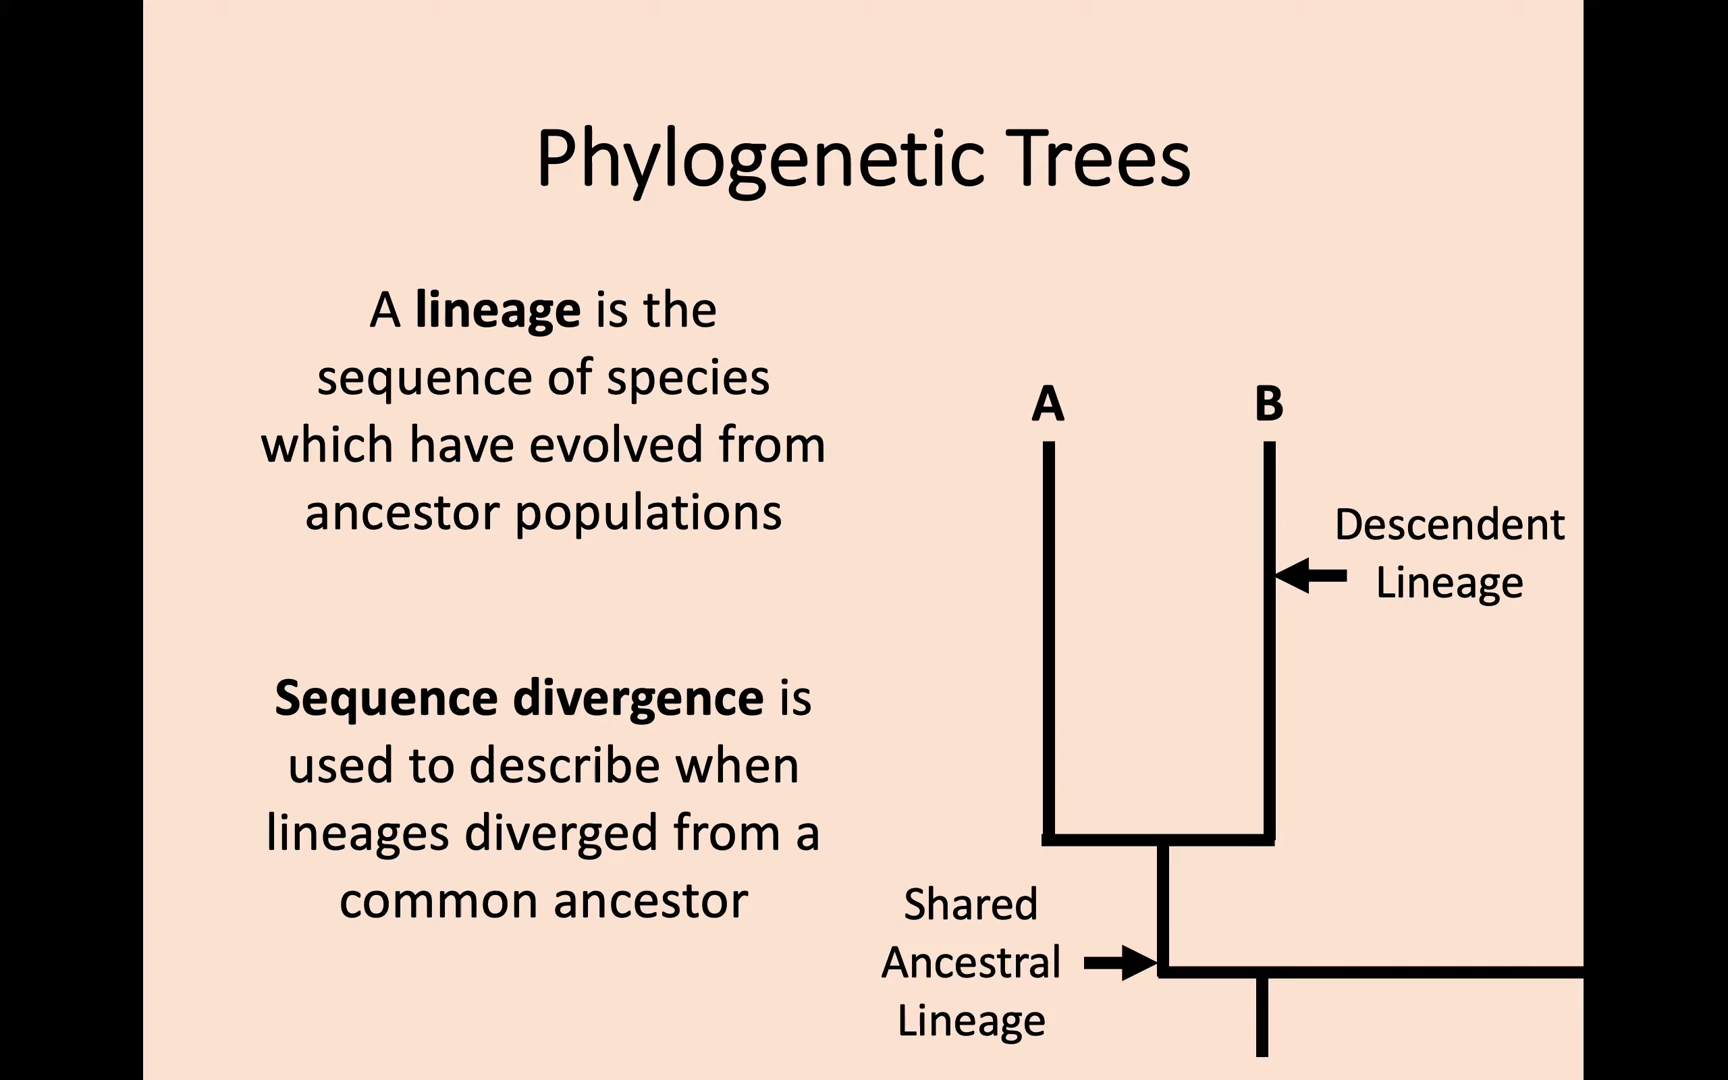 Phylogenetic Trees
A lineage is the
sequence of species
which have evolved from
ancestor populations
Sequence divergence is
used to describe when
lineages diverged from a
common ancestor
A
B
Descendent
Lineage
Shared
Ancestral
Lineage